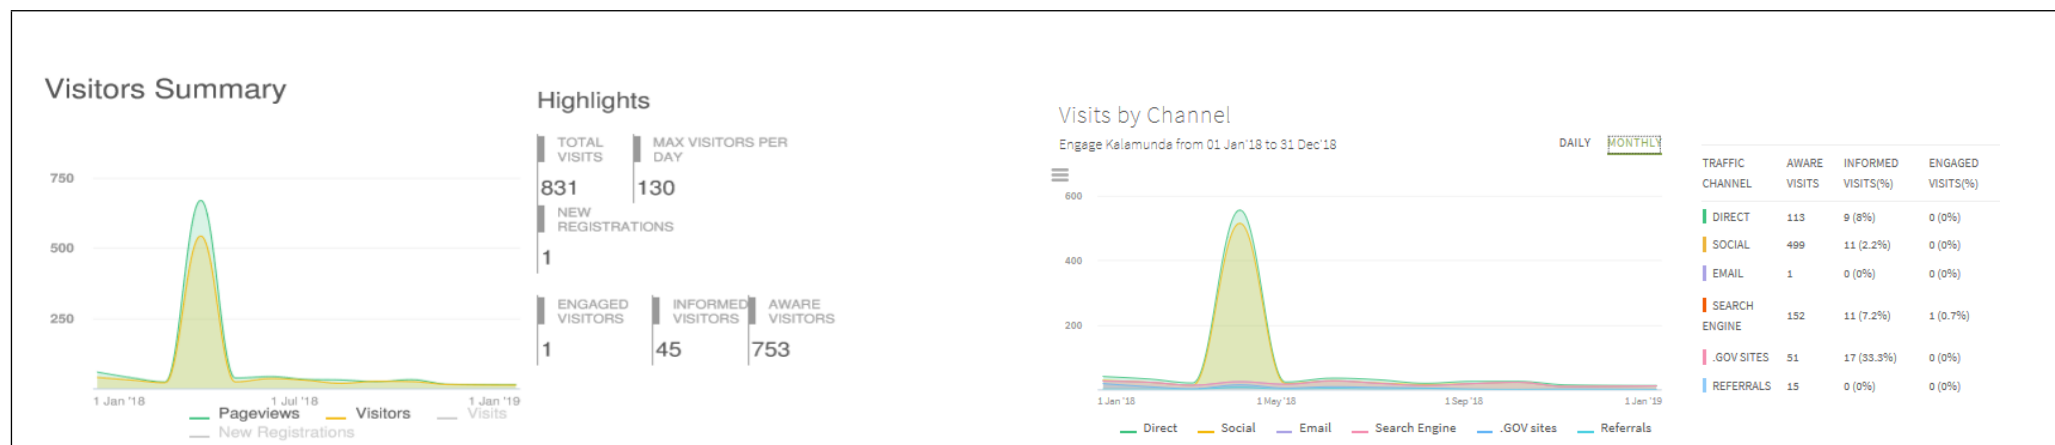 Visitors Summary
750
500
250
1 Jan '18
1 Jul '18
1 Jan '19
Pageviews
Visitors
Visits
New Registrations
Highlights
TOTAL
VISITS
831
MAX VISITORS PER
DAY
130
NEW
REGISTRATIONS
1
ENGAGED
VISITORS
1
INFORMED
VISITORS
45
AWARE
VISITORS
753
Visits by Channel
Engage Kalamunda from 01 Jan'18 to 31 Dec'18
DAILY
MONTHLY
600
400
200
1 Jan '18
1 May '18
1 Sep '18
1 Jan '19
Direct
Social
Email
Search Engine
.GOV sites
Referrals
TRAFFIC CHANNEL AWARE VISITS INFORMED VISITS(%) ENGAGED VISITS(%)
DIRECT 113 9 (8%) 0 (0%)
SOCIAL 499 11 (2.2%) 0 (0%)
EMAIL 1 0 (0%) 0 (0%)
SEARCH ENGINE 152 11 (7.2%) 1 (0.7%)
.GOV SITES 51 17 (33.3%) 0 (0%)
REFERRALS 15 0 (0%) 0 (0%)